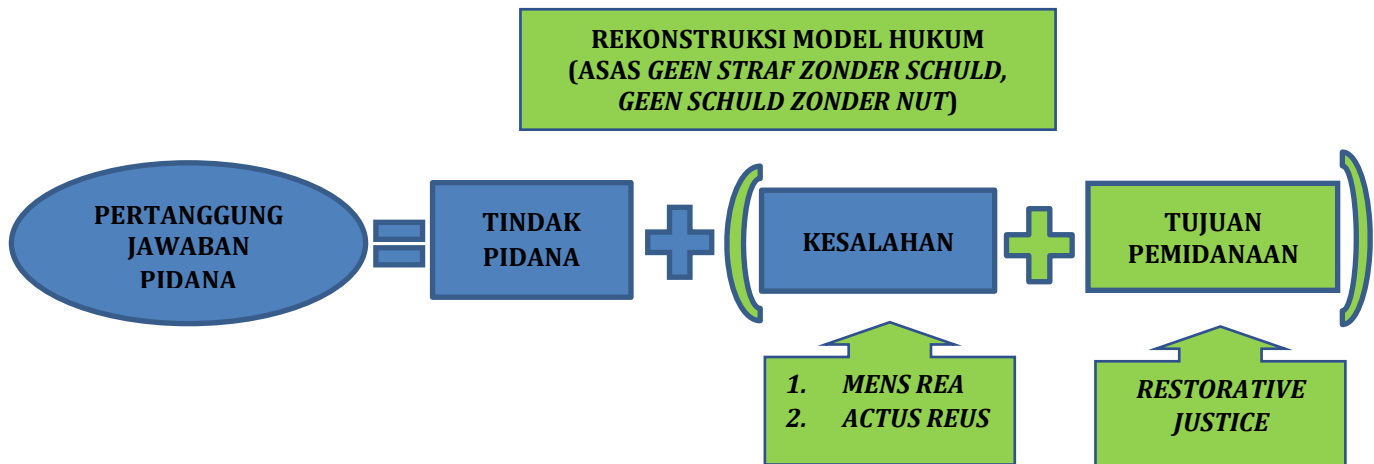 REKONSTRUKSI MODEL HUKUM
(ASAS GEEN STRAF ZONDER SCHULD,
GEEN SCHULD ZONDER NUT)
PERTANGGUNG
JAWABAN
PIDANA
TINDAK
PIDANA
KESALAHAN
TUJUAN
PEMIDANAAN
1. MENS REA
2. ACTUS REUS
RESTORATIVE
JUSTICE